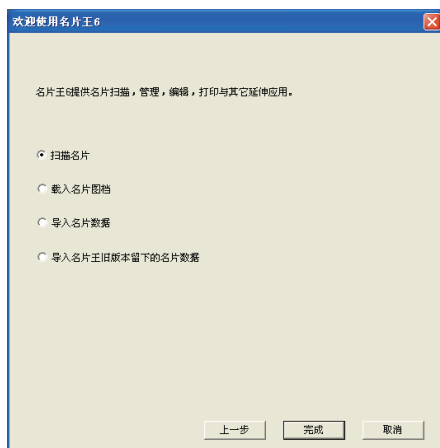 欢迎使用名片王6
名片王6提供名片扫描，管理，编辑，打印与其它延伸应用。
扫描名片
载入名片图档
导入名片数据
导入名片王旧版本留下的名片数据
上一步
完成
取消